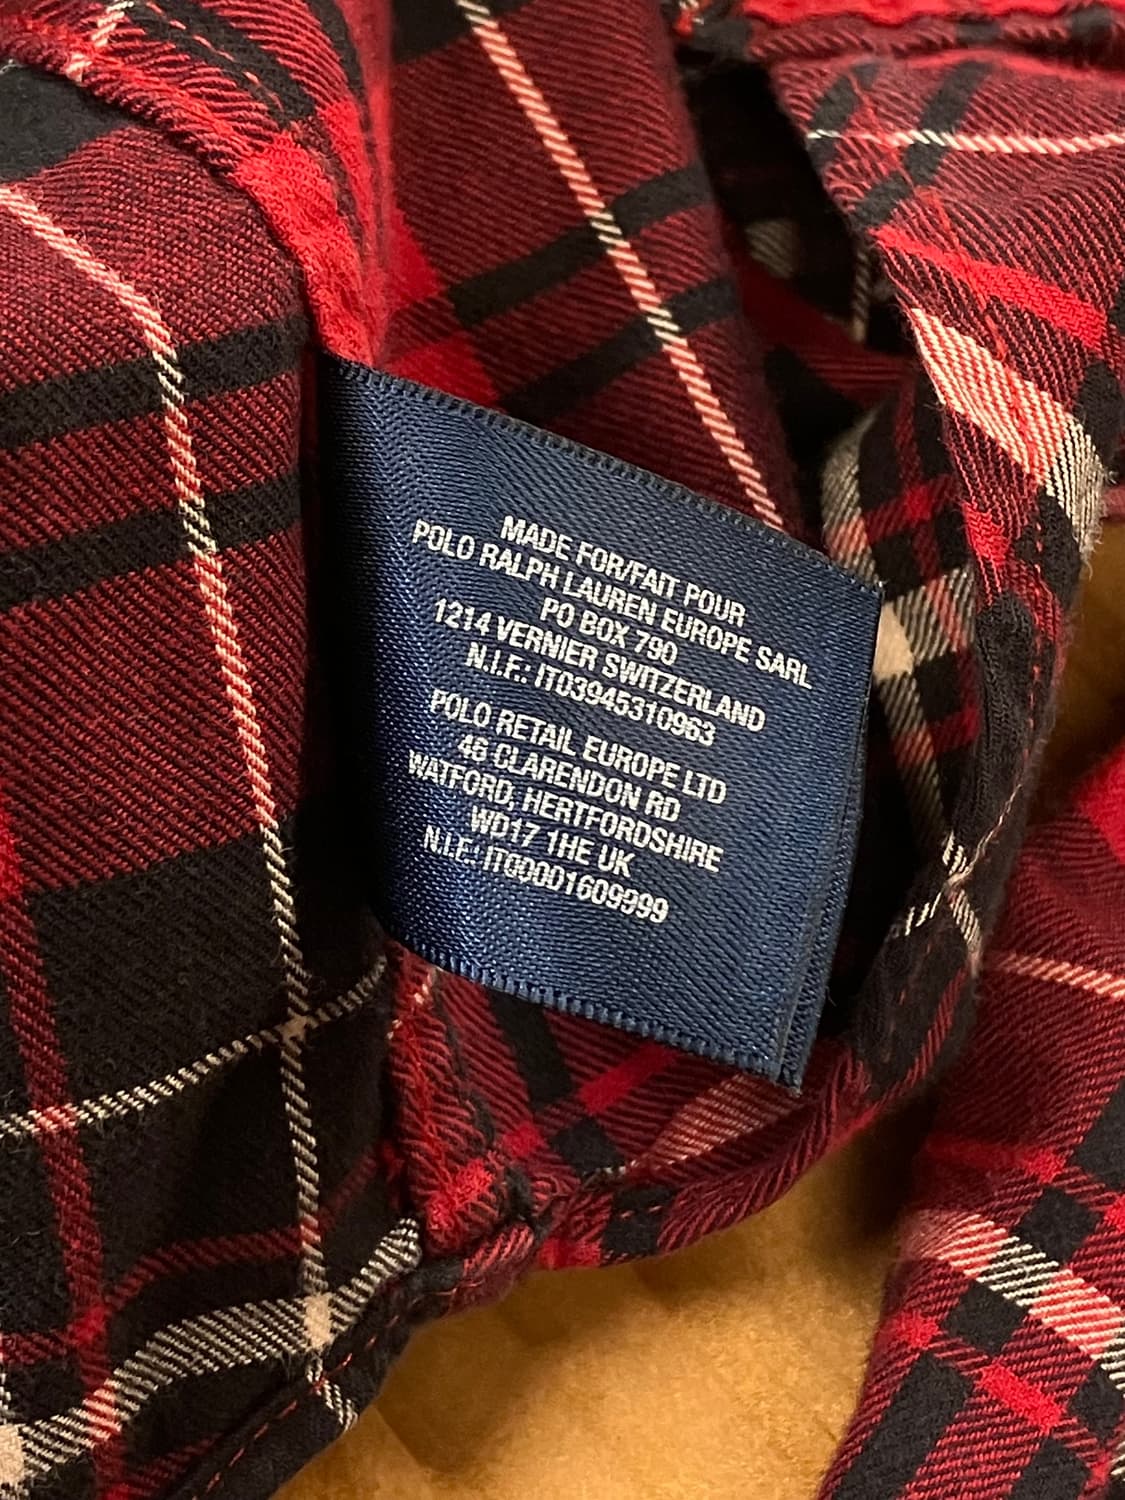 MADE FOR/FAIT POUR
POLO RALPH LAUREN EUROPE SARL
PO BOX 790
1214 VERNIER SWITZERLAND
N.I.F.: IT03945310963
POLO RETAIL EUROPE LTD
46 CLARENDON RD
WATFORD, HERTFORDSHIRE
WD17 1HE UK
N.I.E.: IT00001609999